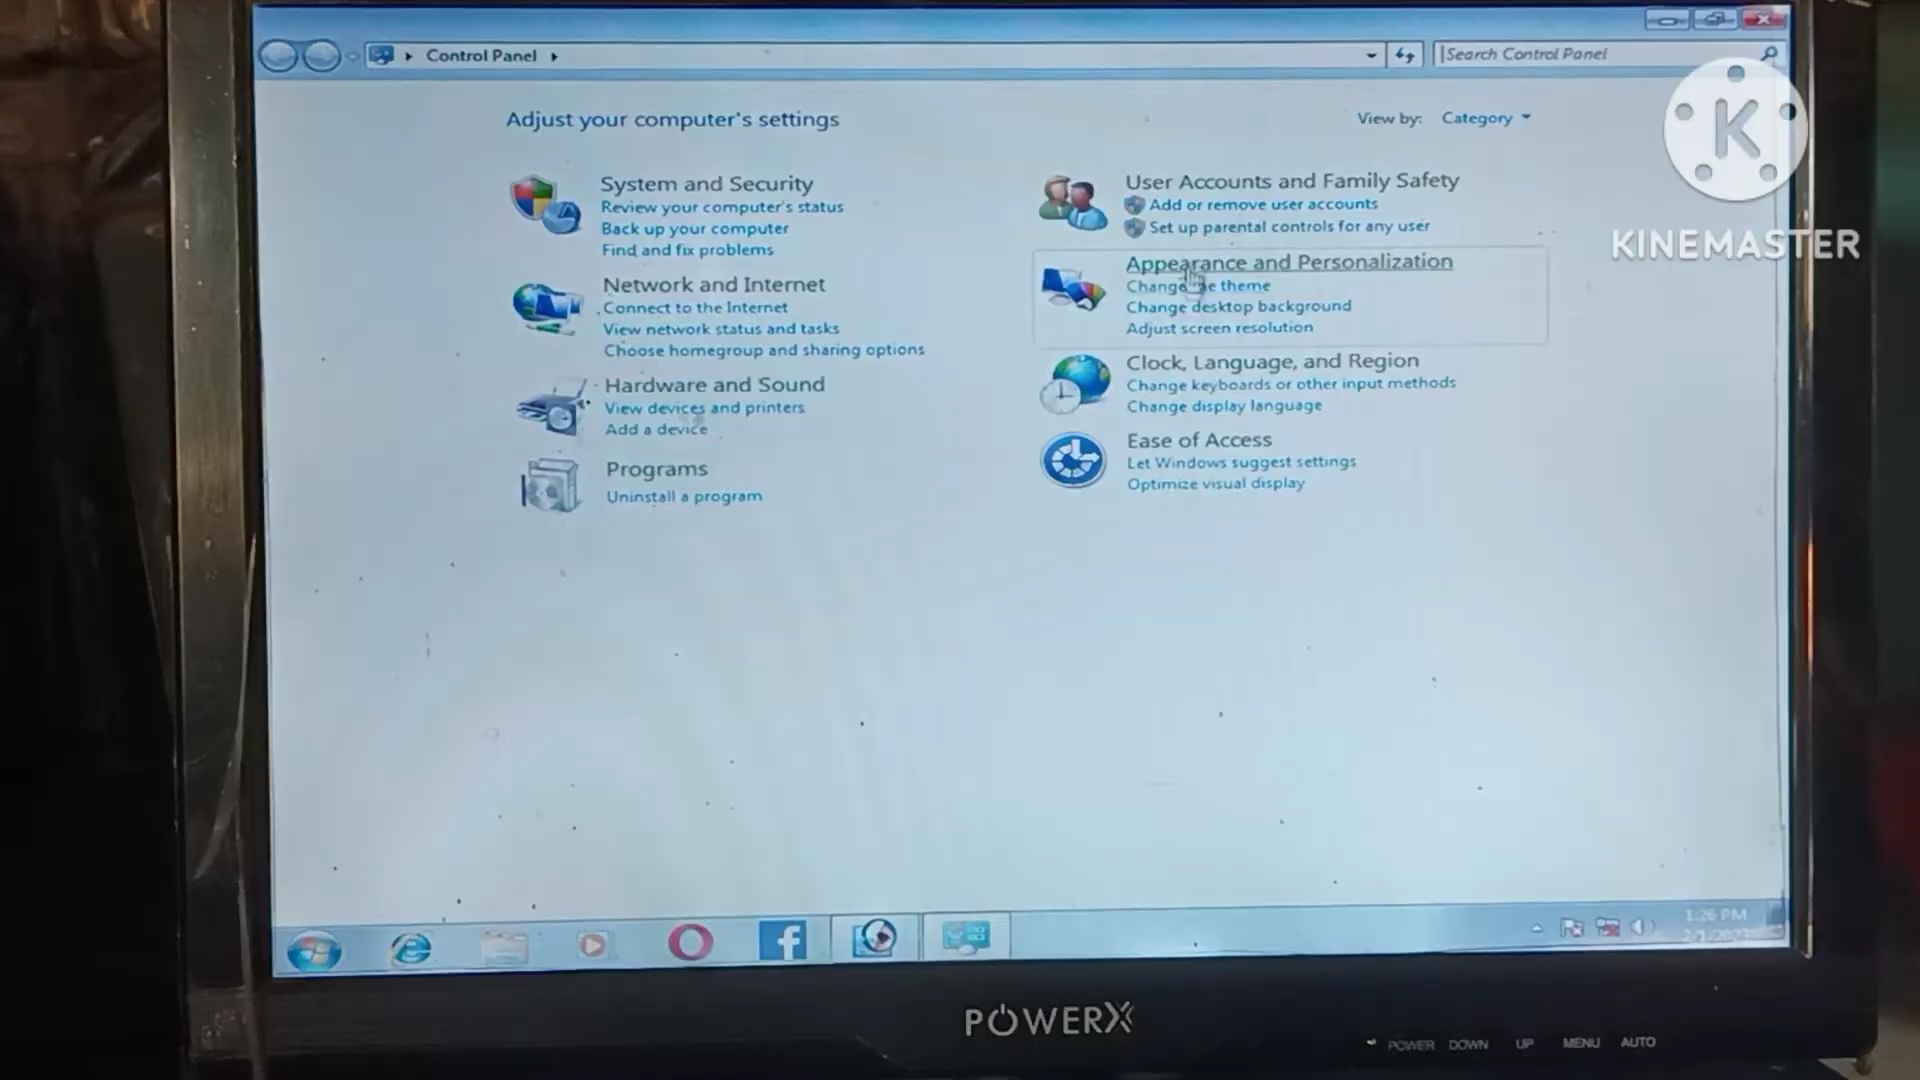 Control Panel
Search Control Panel
Adjust your computer's settings
View by: Category
K
KINEMASTER
System and Security
Review your computer's status
Back up your computer
Find and fix problems
Network and Internet
Connect to the Internet
View network status and tasks
Choose homegroup and sharing options
Hardware and Sound
View devices and printers
Add a device
Programs
Uninstall a program
User Accounts and Family Safety
Add or remove user accounts
Set up parental controls for any user
Appearance and Personalization
Change the theme
Change desktop background
Adjust screen resolution
Clock, Language, and Region
Change keyboards or other input methods
Change display language
Ease of Access
Let Windows suggest settings
Optimize visual display
1:26 PM
POWERX
POWER DOWN UP MENU AUTO